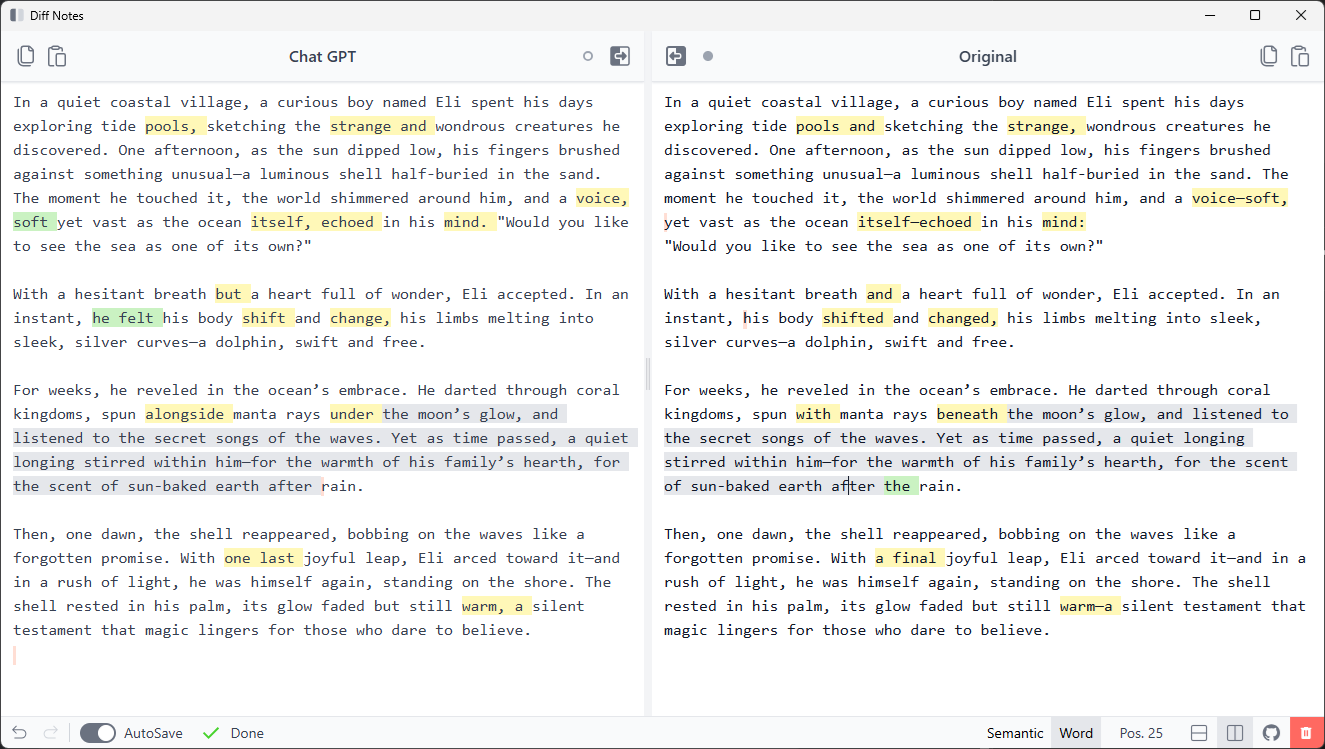 Diff Notes
Chat GPT
In a quiet coastal village, a curious boy named Eli spent his days
exploring tide pools, sketching the strange and wondrous creatures he
discovered. One afternoon, as the sun dipped low, his fingers brushed
against something unusual—a luminous shell half-buried in the sand.
The moment he touched it, the world shimmered around him, and a voice,
soft yet vast as the ocean itself, echoed in his mind. "Would you like
to see the sea as one of its own?"
With a hesitant breath but a heart full of wonder, Eli accepted. In an
instant, he felt his body shift and change, his limbs melting into
sleek, silver curves—a dolphin, swift and free.
For weeks, he reveled in the ocean’s embrace. He darted through coral
kingdoms, spun alongside manta rays under the moon’s glow, and
listened to the secret songs of the waves. Yet as time passed, a quiet
longing stirred within him—for the warmth of his family’s hearth, for
the scent of sun-baked earth after rain.
Then, one dawn, the shell reappeared, bobbing on the waves like a
forgotten promise. With one last joyful leap, Eli arced toward it—and
in a rush of light, he was himself again, standing on the shore. The
shell rested in his palm, its glow faded but still warm, a silent
testament that magic lingers for those who dare to believe.
Original
In a quiet coastal village, a curious boy named Eli spent his days
exploring tide pools and sketching the strange, wondrous creatures he
discovered. One afternoon, as the sun dipped low, his fingers brushed
against something unusual—a luminous shell half-buried in the sand. The
moment he touched it, the world shimmered around him, and a voice—soft,
yet vast as the ocean itself—echoed in his mind:
"Would you like to see the sea as one of its own?"
With a hesitant breath and a heart full of wonder, Eli accepted. In an
instant, his body shifted and changed, his limbs melting into sleek,
silver curves—a dolphin, swift and free.
For weeks, he reveled in the ocean’s embrace. He darted through coral
kingdoms, spun with manta rays beneath the moon’s glow, and listened to
the secret songs of the waves. Yet as time passed, a quiet longing
stirred within him—for the warmth of his family’s hearth, for the scent
of sun-baked earth after the rain.
Then, one dawn, the shell reappeared, bobbing on the waves like a
forgotten promise. With a final joyful leap, Eli arced toward it—and in a
rush of light, he was himself again, standing on the shore. The shell
rested in his palm, its glow faded but still warm—a silent testament that
magic lingers for those who dare to believe.
AutoSave Done Semantic Word Pos. 25